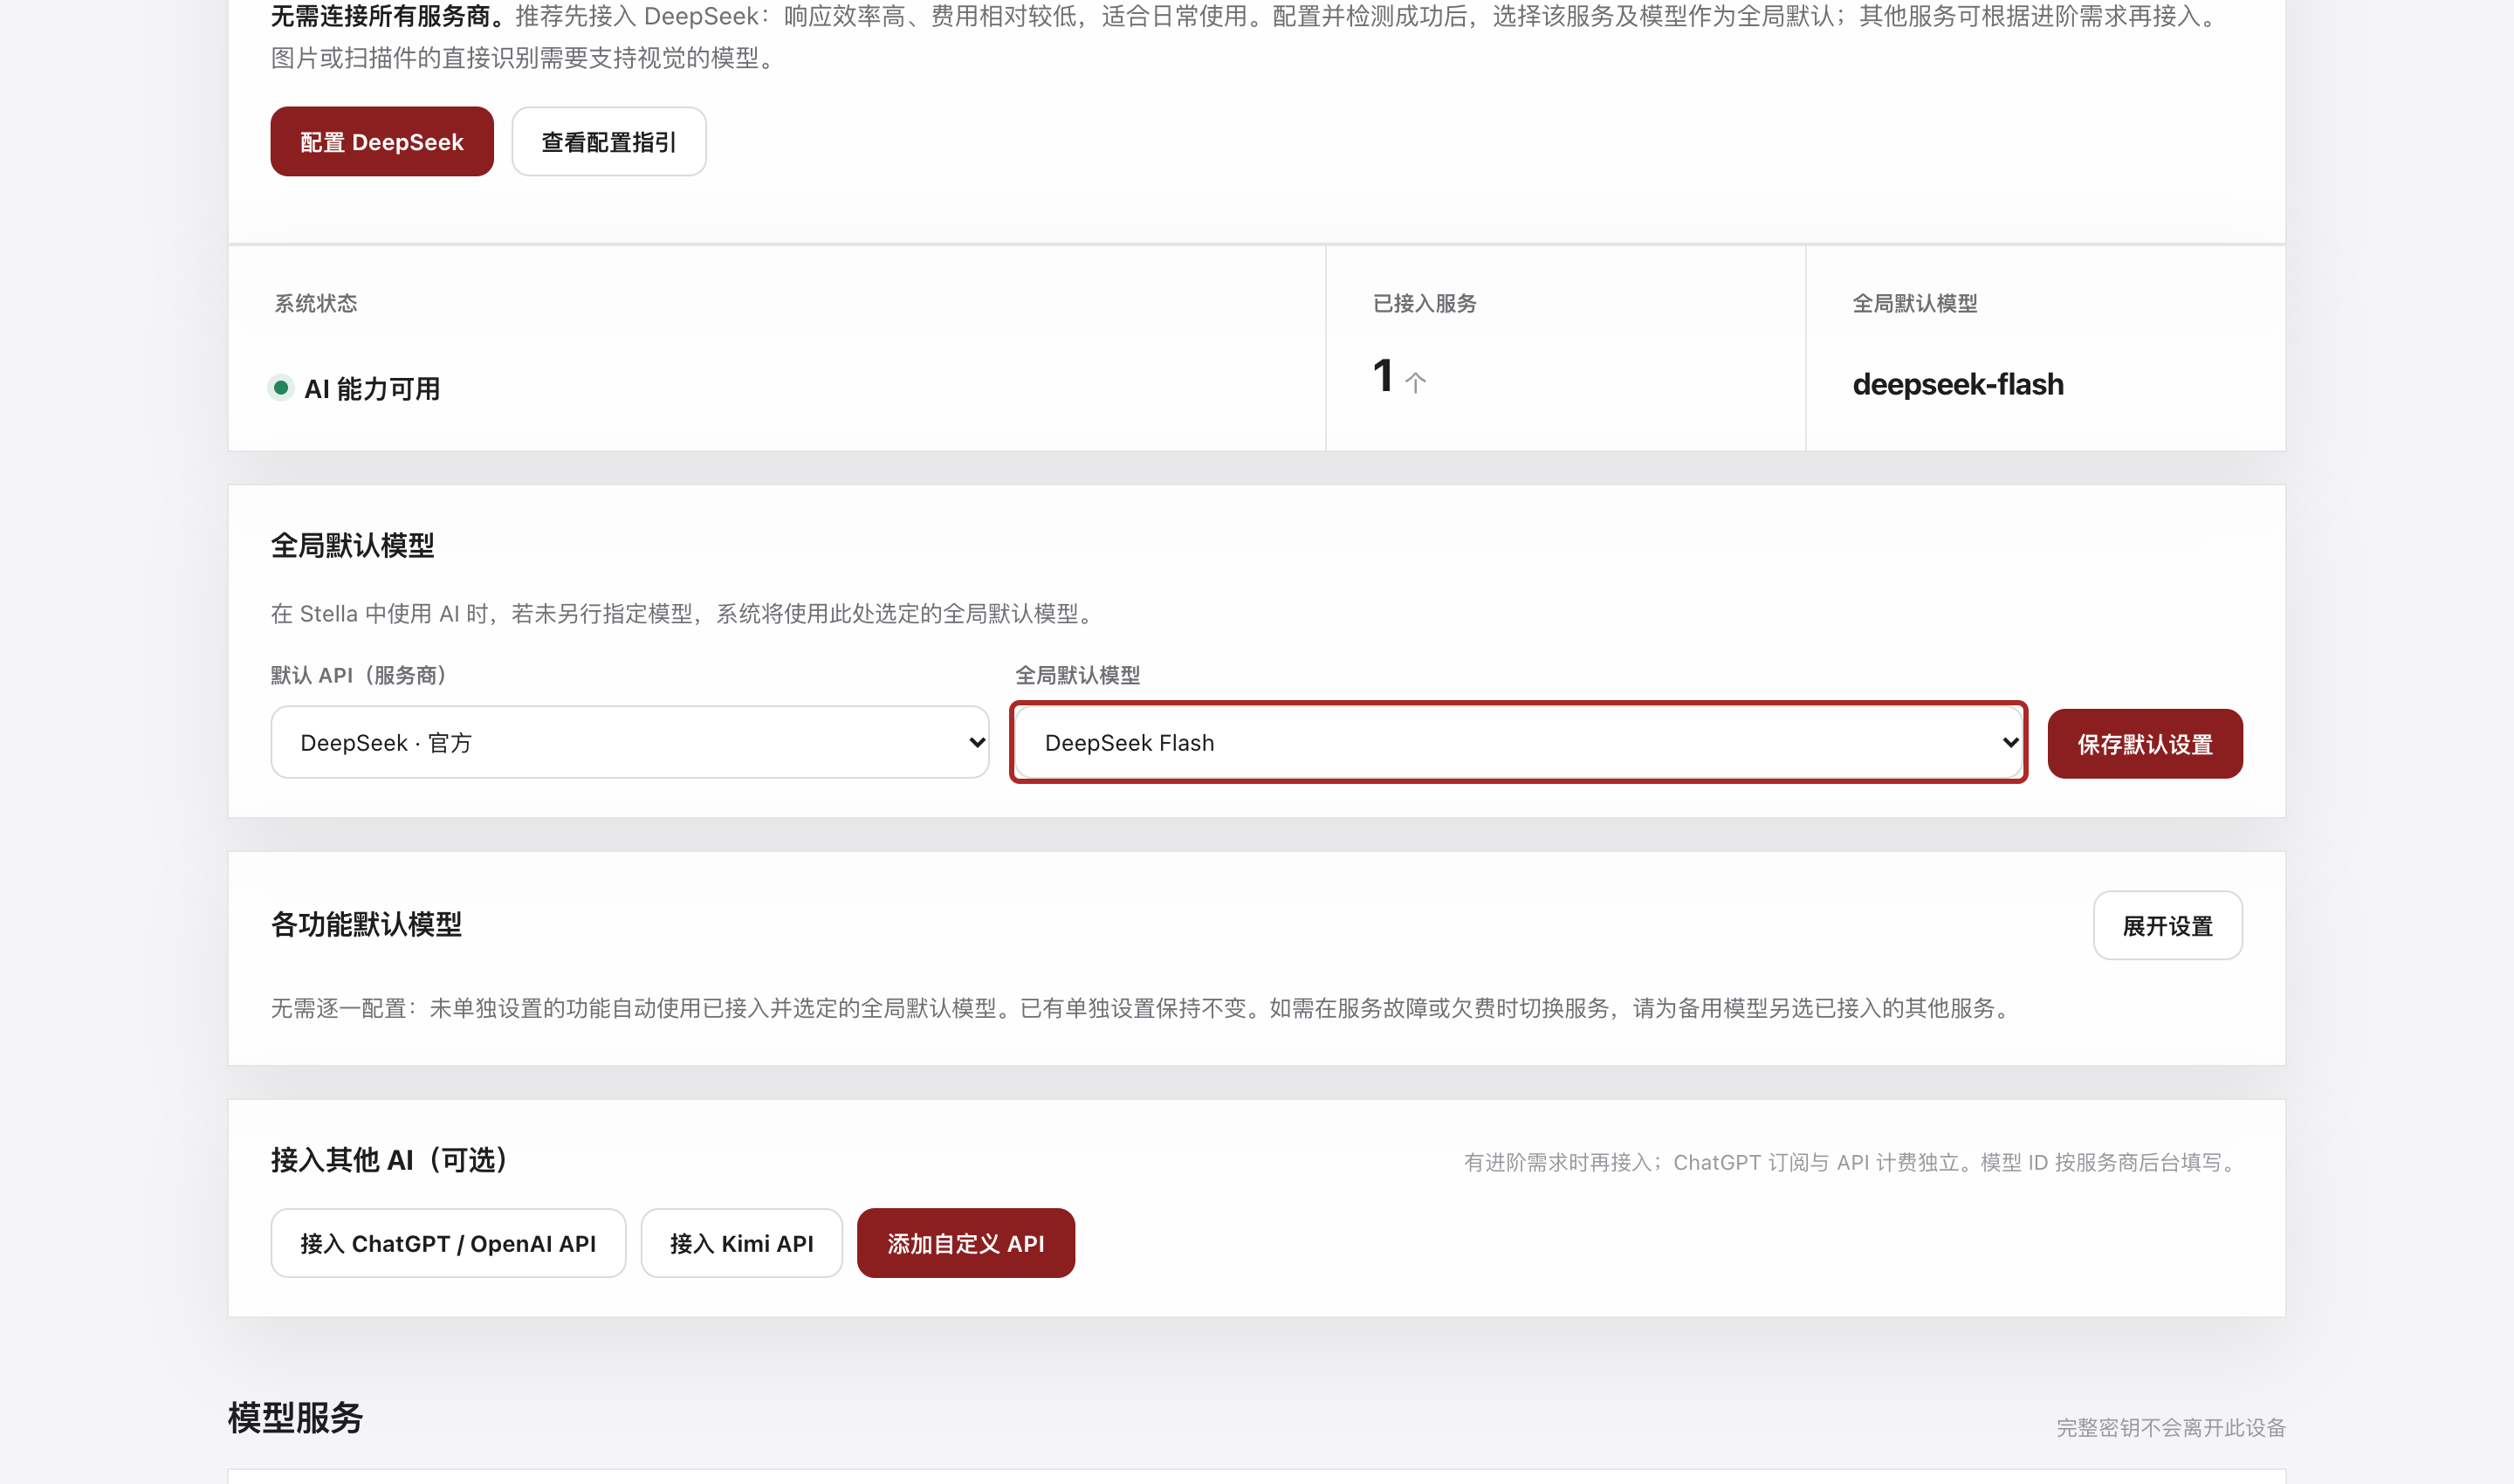 无需连接所有服务商。推荐先接入 DeepSeek：响应效率高、费用相对较低，适合日常使用。配置并检测成功后，选择该服务及模型作为全局默认；其他服务可根据进阶需求再接入。
图片或扫描件的直接识别需要支持视觉的模型。
配置 DeepSeek
查看配置指引
系统状态
已接入服务
全局默认模型
AI 能力可用
1 个
deepseek-flash
全局默认模型
在 Stella 中使用 AI 时，若未另行指定模型，系统将使用此处选定的全局默认模型。
默认 API（服务商）
全局默认模型
DeepSeek · 官方
DeepSeek Flash
保存默认设置
各功能默认模型
展开设置
无需逐一配置：未单独设置的功能自动使用已接入并选定的全局默认模型。已有单独设置保持不变。如需在服务故障或欠费时切换服务，请为备用模型另选已接入的其他服务。
接入其他 AI（可选）
有进阶需求时再接入；ChatGPT 订阅与 API 计费独立。模型 ID 按服务商后台填写。
接入 ChatGPT / OpenAI API
接入 Kimi API
添加自定义 API
模型服务
完整密钥不会离开此设备